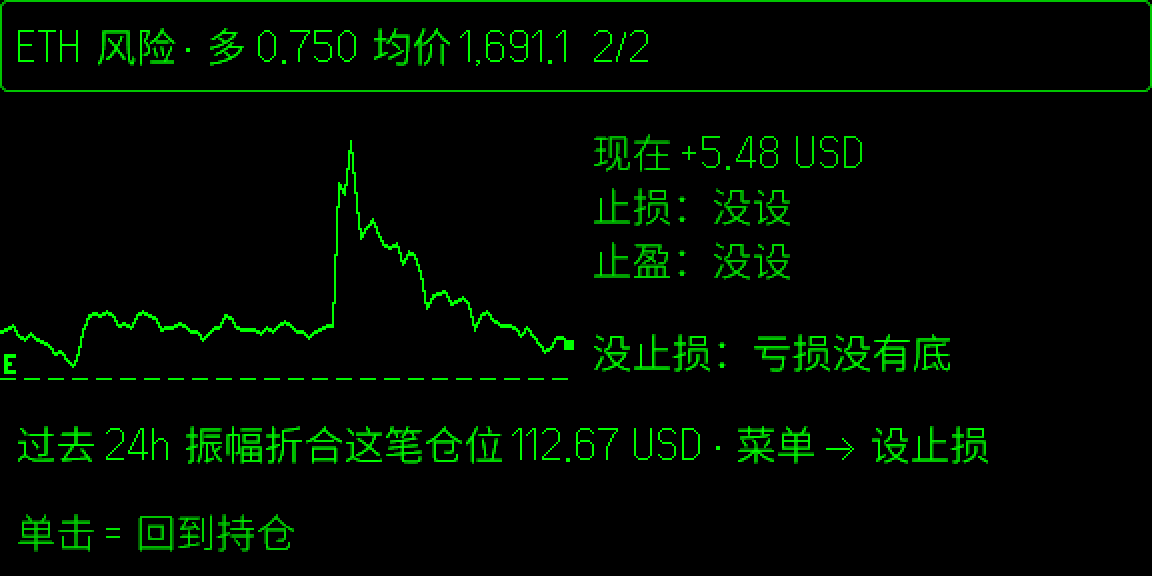 ETH 风险· 多 0.750 均价 1,691.1 2/2
现在 +5.48 USD
止损：没设
止盈：没设
没止损：亏损没有底
E
过去 24h 振幅折合这笔仓位 112.67 USD · 菜单 → 设止损
单击 = 回到持仓